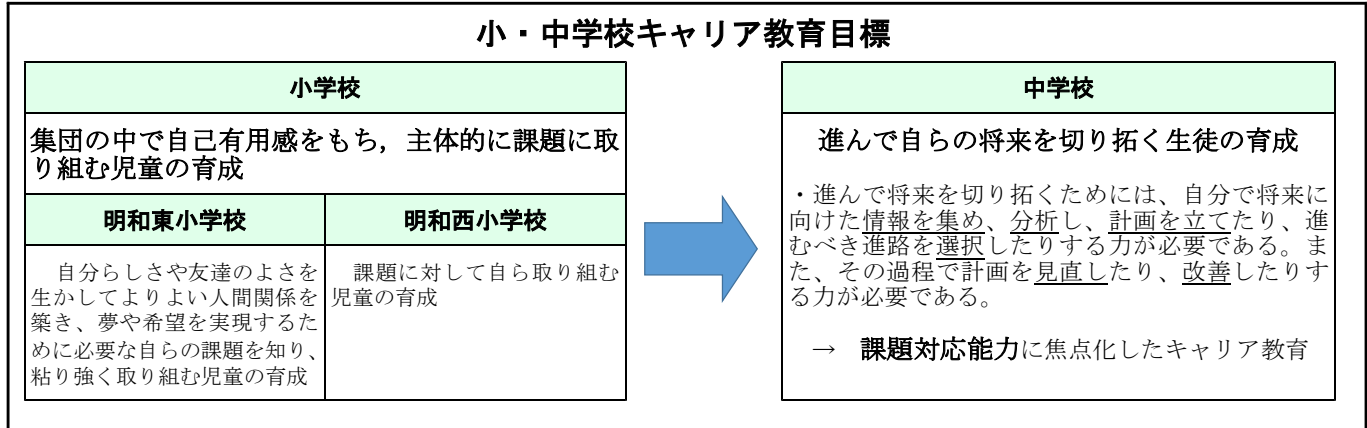 小・中学校キャリア教育目標
小学校
集団の中で自己有用感をもち，主体的に課題に取
り組む児童の育成
明和東小学校
自分らしさや友達のよさを
生かしてよりよい人間関係を
築き、夢や希望を実現するた
めに必要な自らの課題を知り、
粘り強く取り組む児童の育成
明和西小学校
課題に対して自ら取り組む
児童の育成
中学校
進んで自らの将来を切り拓く生徒の育成
・進んで将来を切り拓くためには、自分で将来に
向けた情報を集め、分析し、計画を立てたり、進
むべき進路を選択したりする力が必要である。ま
た、その過程で計画を見直したり、改善したりす
る力が必要である。
→　課題対応能力に焦点化したキャリア教育